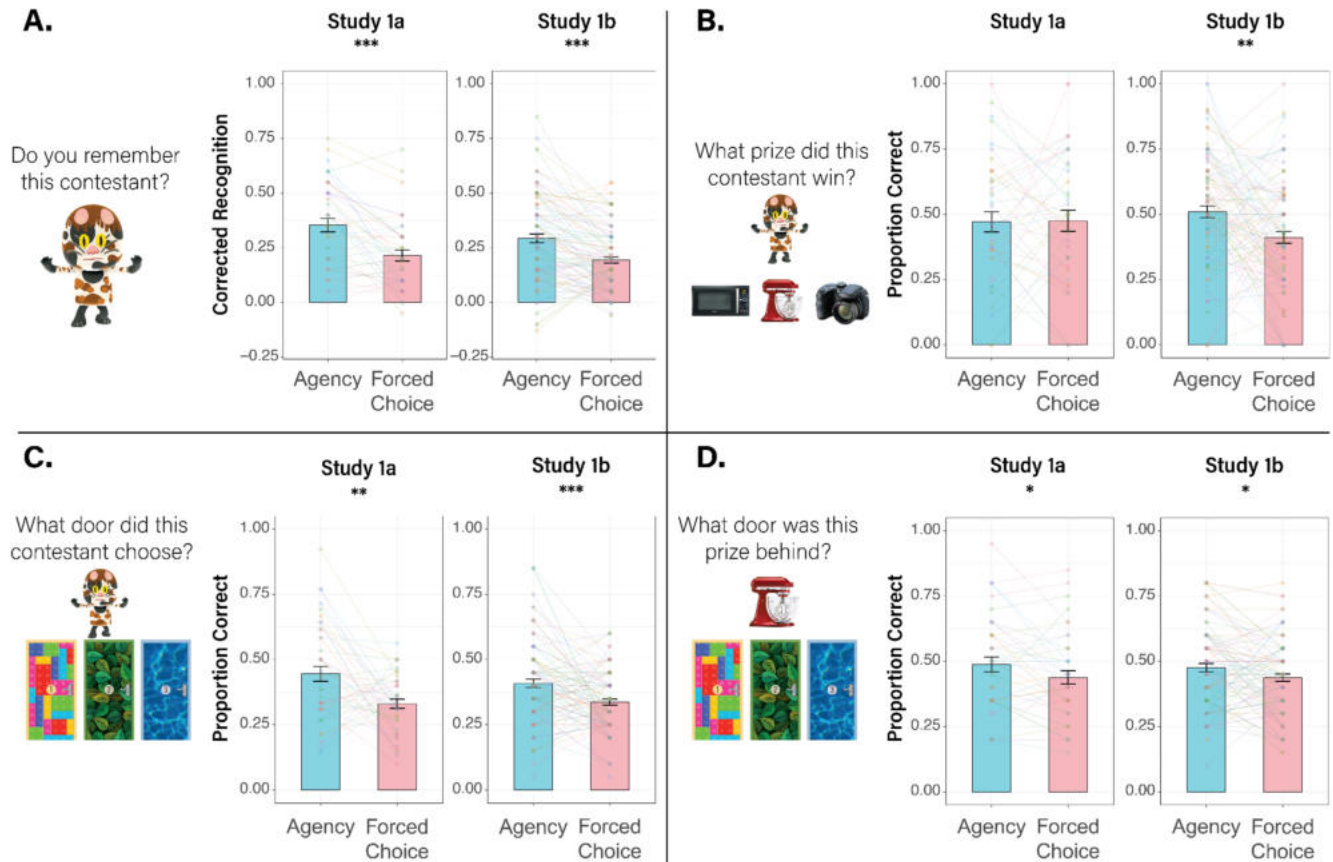 A.
Study 1a
***
Study 1b
***
Do you remember
this contestant?
Corrected Recognition
1.00
0.75
0.50
0.25
0.00
–0.25
1.00
0.75
0.50
0.25
0.00
–0.25
Agency
Forced
Choice
Agency
Forced
Choice
B.
Study 1a
Study 1b
**
What prize did this
contestant win?
Proportion Correct
1.00
0.75
0.50
0.25
0.00
1.00
0.75
0.50
0.25
0.00
Agency
Forced
Choice
Agency
Forced
Choice
C.
Study 1a
**
Study 1b
***
What door did this
contestant choose?
Proportion Correct
1.00
0.75
0.50
0.25
0.00
1.00
0.75
0.50
0.25
0.00
Agency
Forced
Choice
Agency
Forced
Choice
D.
Study 1a
*
Study 1b
*
What door was this
prize behind?
Proportion Correct
1.00
0.75
0.50
0.25
0.00
1.00
0.75
0.50
0.25
0.00
Agency
Forced
Choice
Agency
Forced
Choice